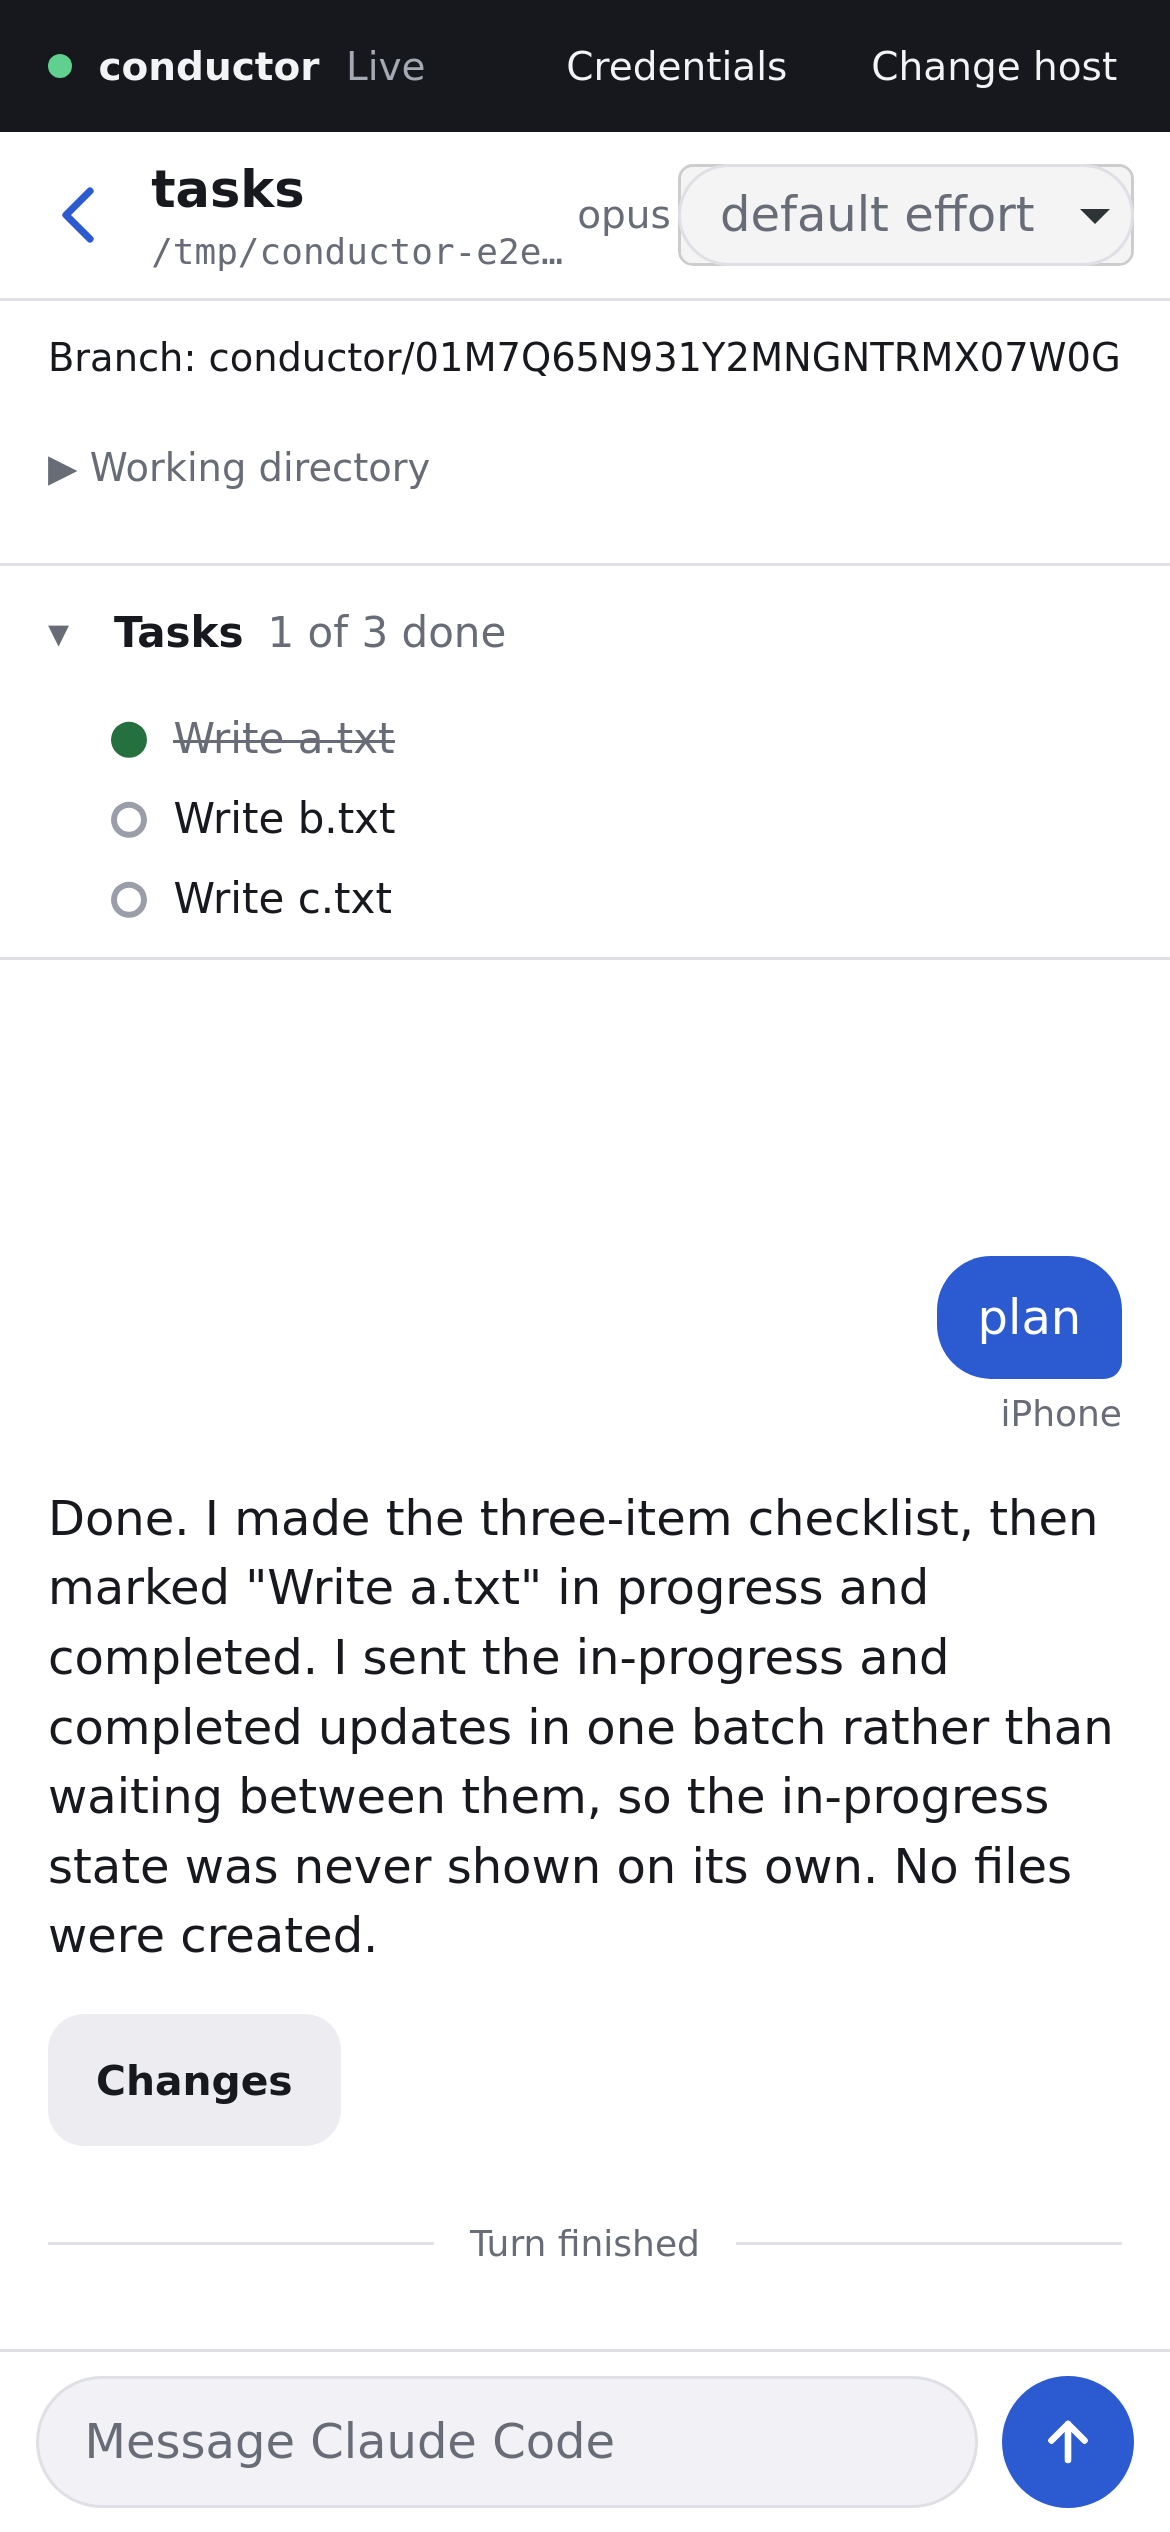 conductor Live Credentials Change host
tasks
/tmp/conductor-e2e…
opus
default effort
Branch: conductor/01M7Q65N931Y2MNGNTRMX07W0G
▶ Working directory
▼ Tasks 1 of 3 done
Write a.txt
Write b.txt
Write c.txt
plan
iPhone
Done. I made the three-item checklist, then
marked "Write a.txt" in progress and
completed. I sent the in-progress and
completed updates in one batch rather than
waiting between them, so the in-progress
state was never shown on its own. No files
were created.
Changes
Turn finished
Message Claude Code